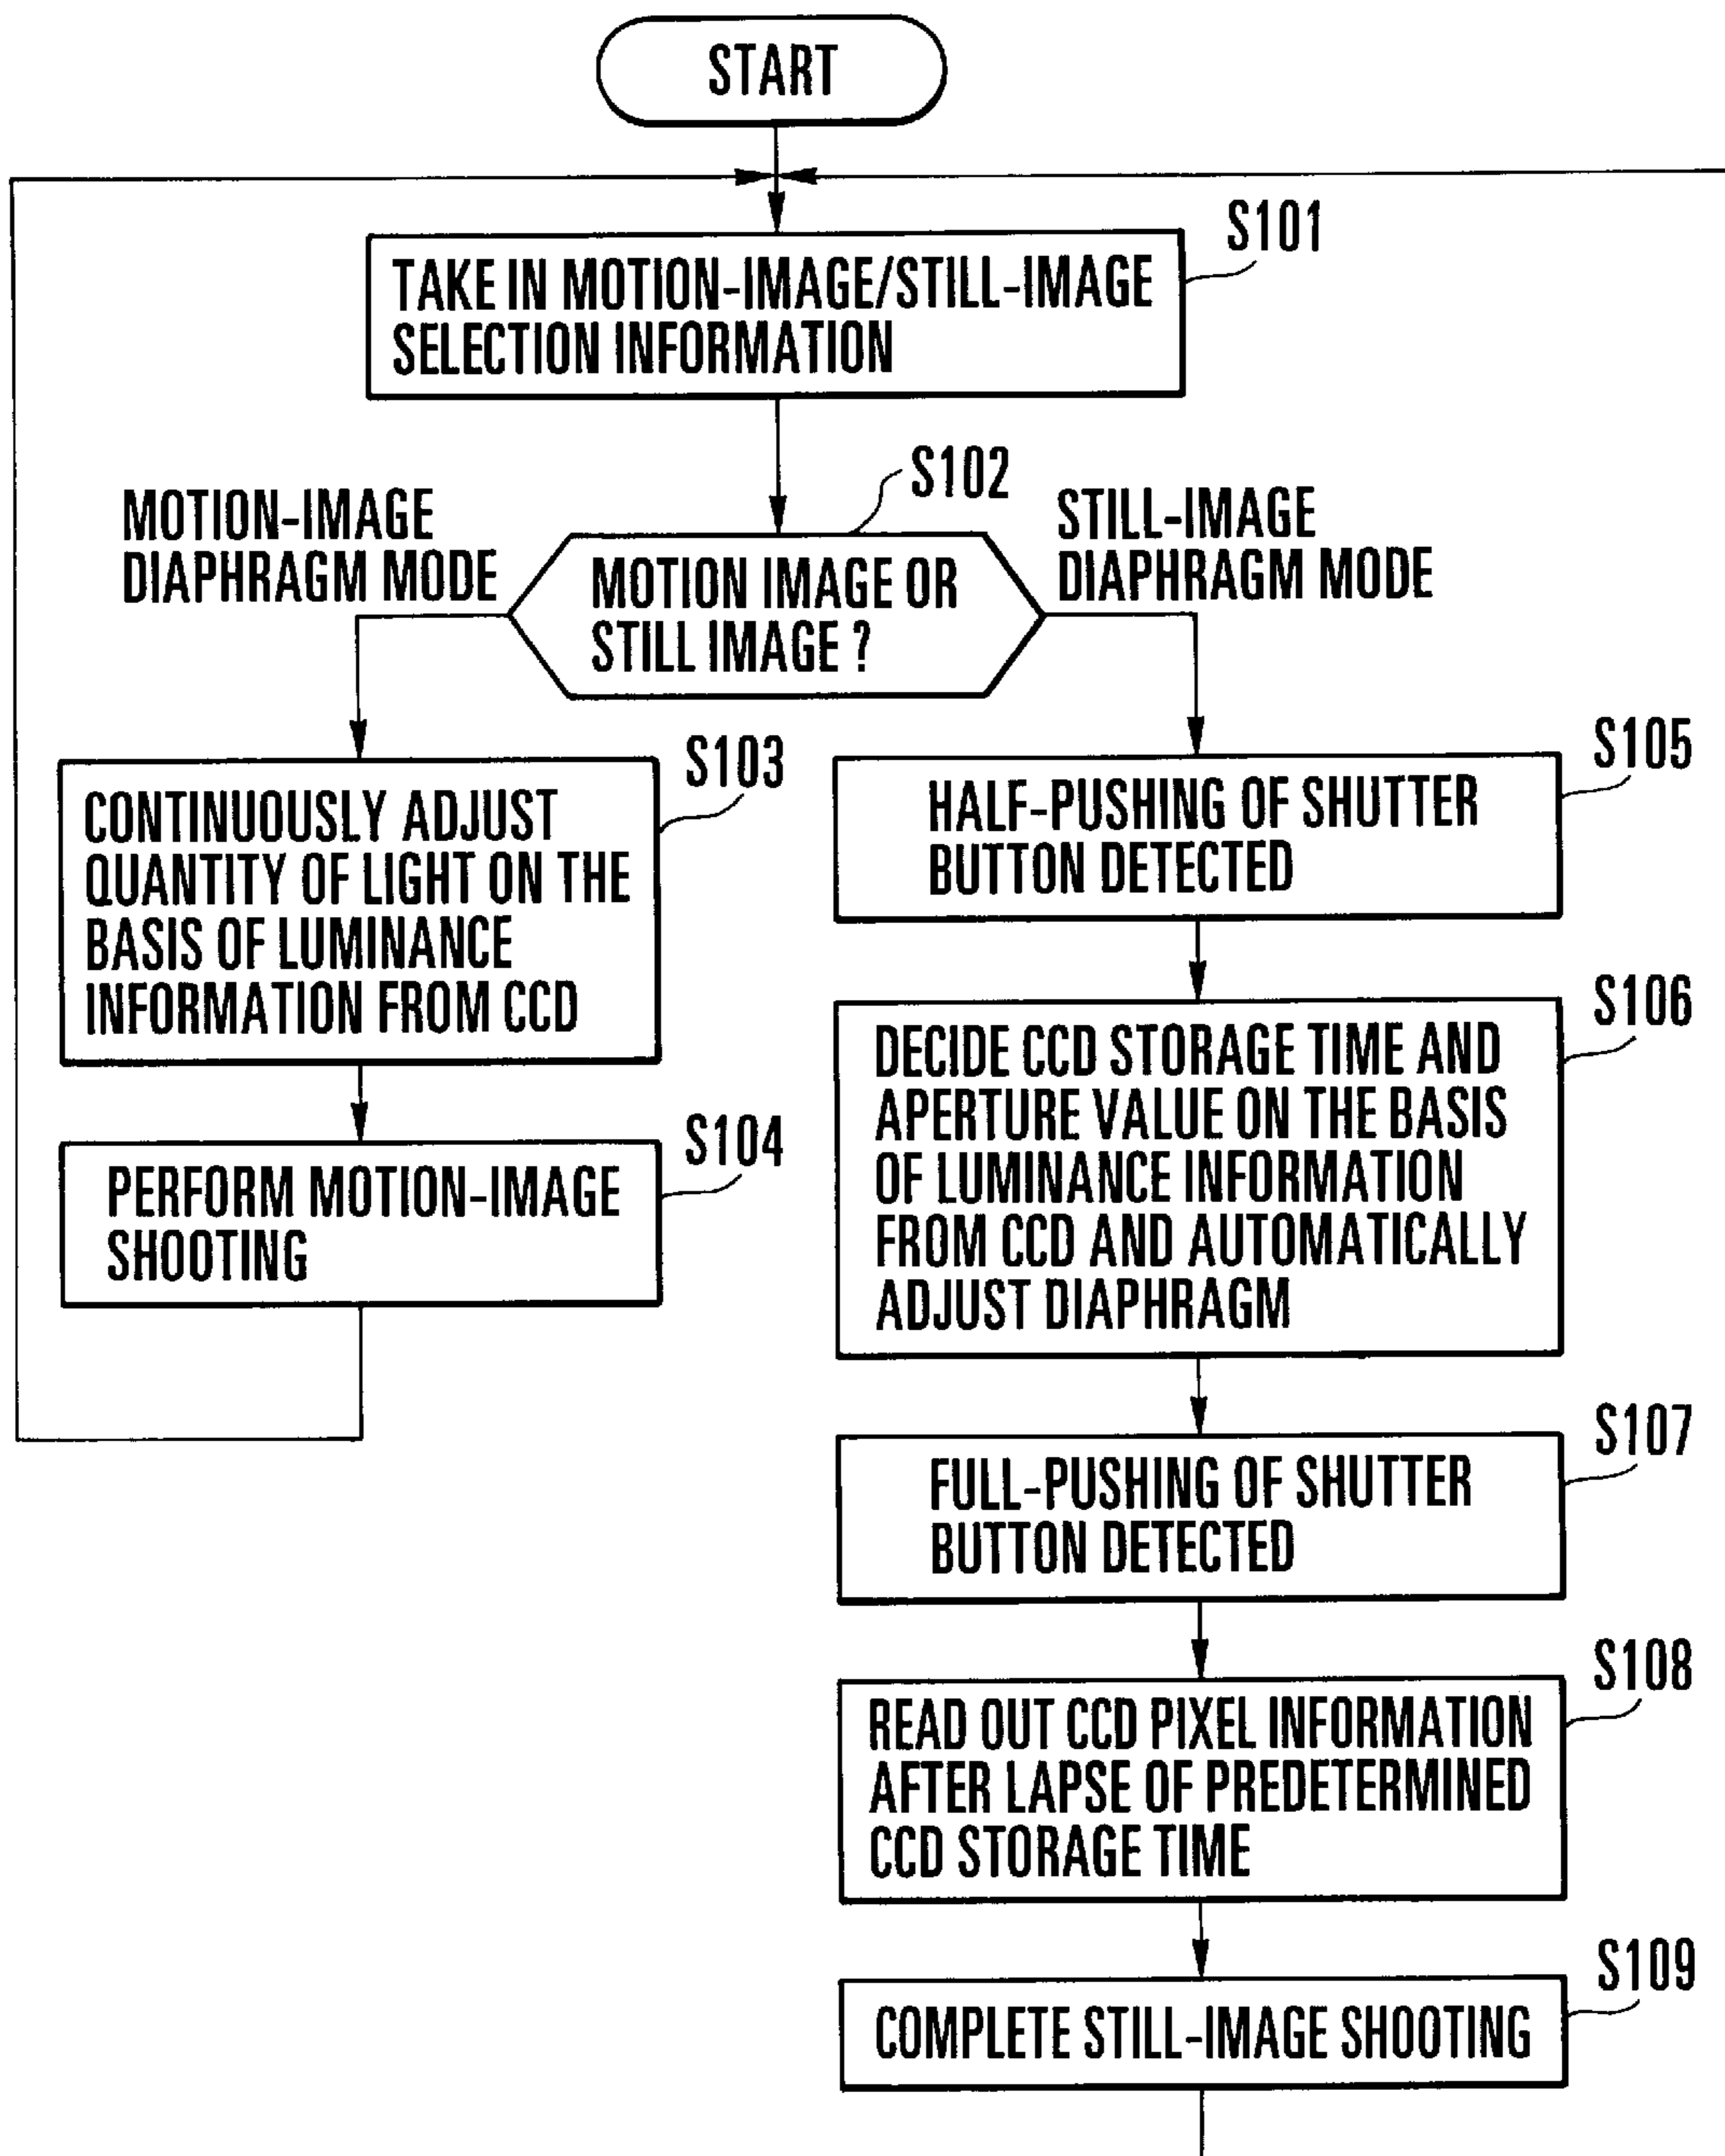 START
S101
TAKE IN MOTION-IMAGE/STILL-IMAGE
SELECTION INFORMATION
S102
MOTION-IMAGE
DIAPHRAGM MODE
MOTION IMAGE OR
STILL IMAGE ?
STILL-IMAGE
DIAPHRAGM MODE
S103
CONTINUOUSLY ADJUST
QUANTITY OF LIGHT ON THE
BASIS OF LUMINANCE
INFORMATION FROM CCD
S104
PERFORM MOTION-IMAGE
SHOOTING
S105
HALF-PUSHING OF SHUTTER
BUTTON DETECTED
S106
DECIDE CCD STORAGE TIME AND
APERTURE VALUE ON THE BASIS
OF LUMINANCE INFORMATION
FROM CCD AND AUTOMATICALLY
ADJUST DIAPHRAGM
S107
FULL-PUSHING OF SHUTTER
BUTTON DETECTED
S108
READ OUT CCD PIXEL INFORMATION
AFTER LAPSE OF PREDETERMINED
CCD STORAGE TIME
S109
COMPLETE STILL-IMAGE SHOOTING